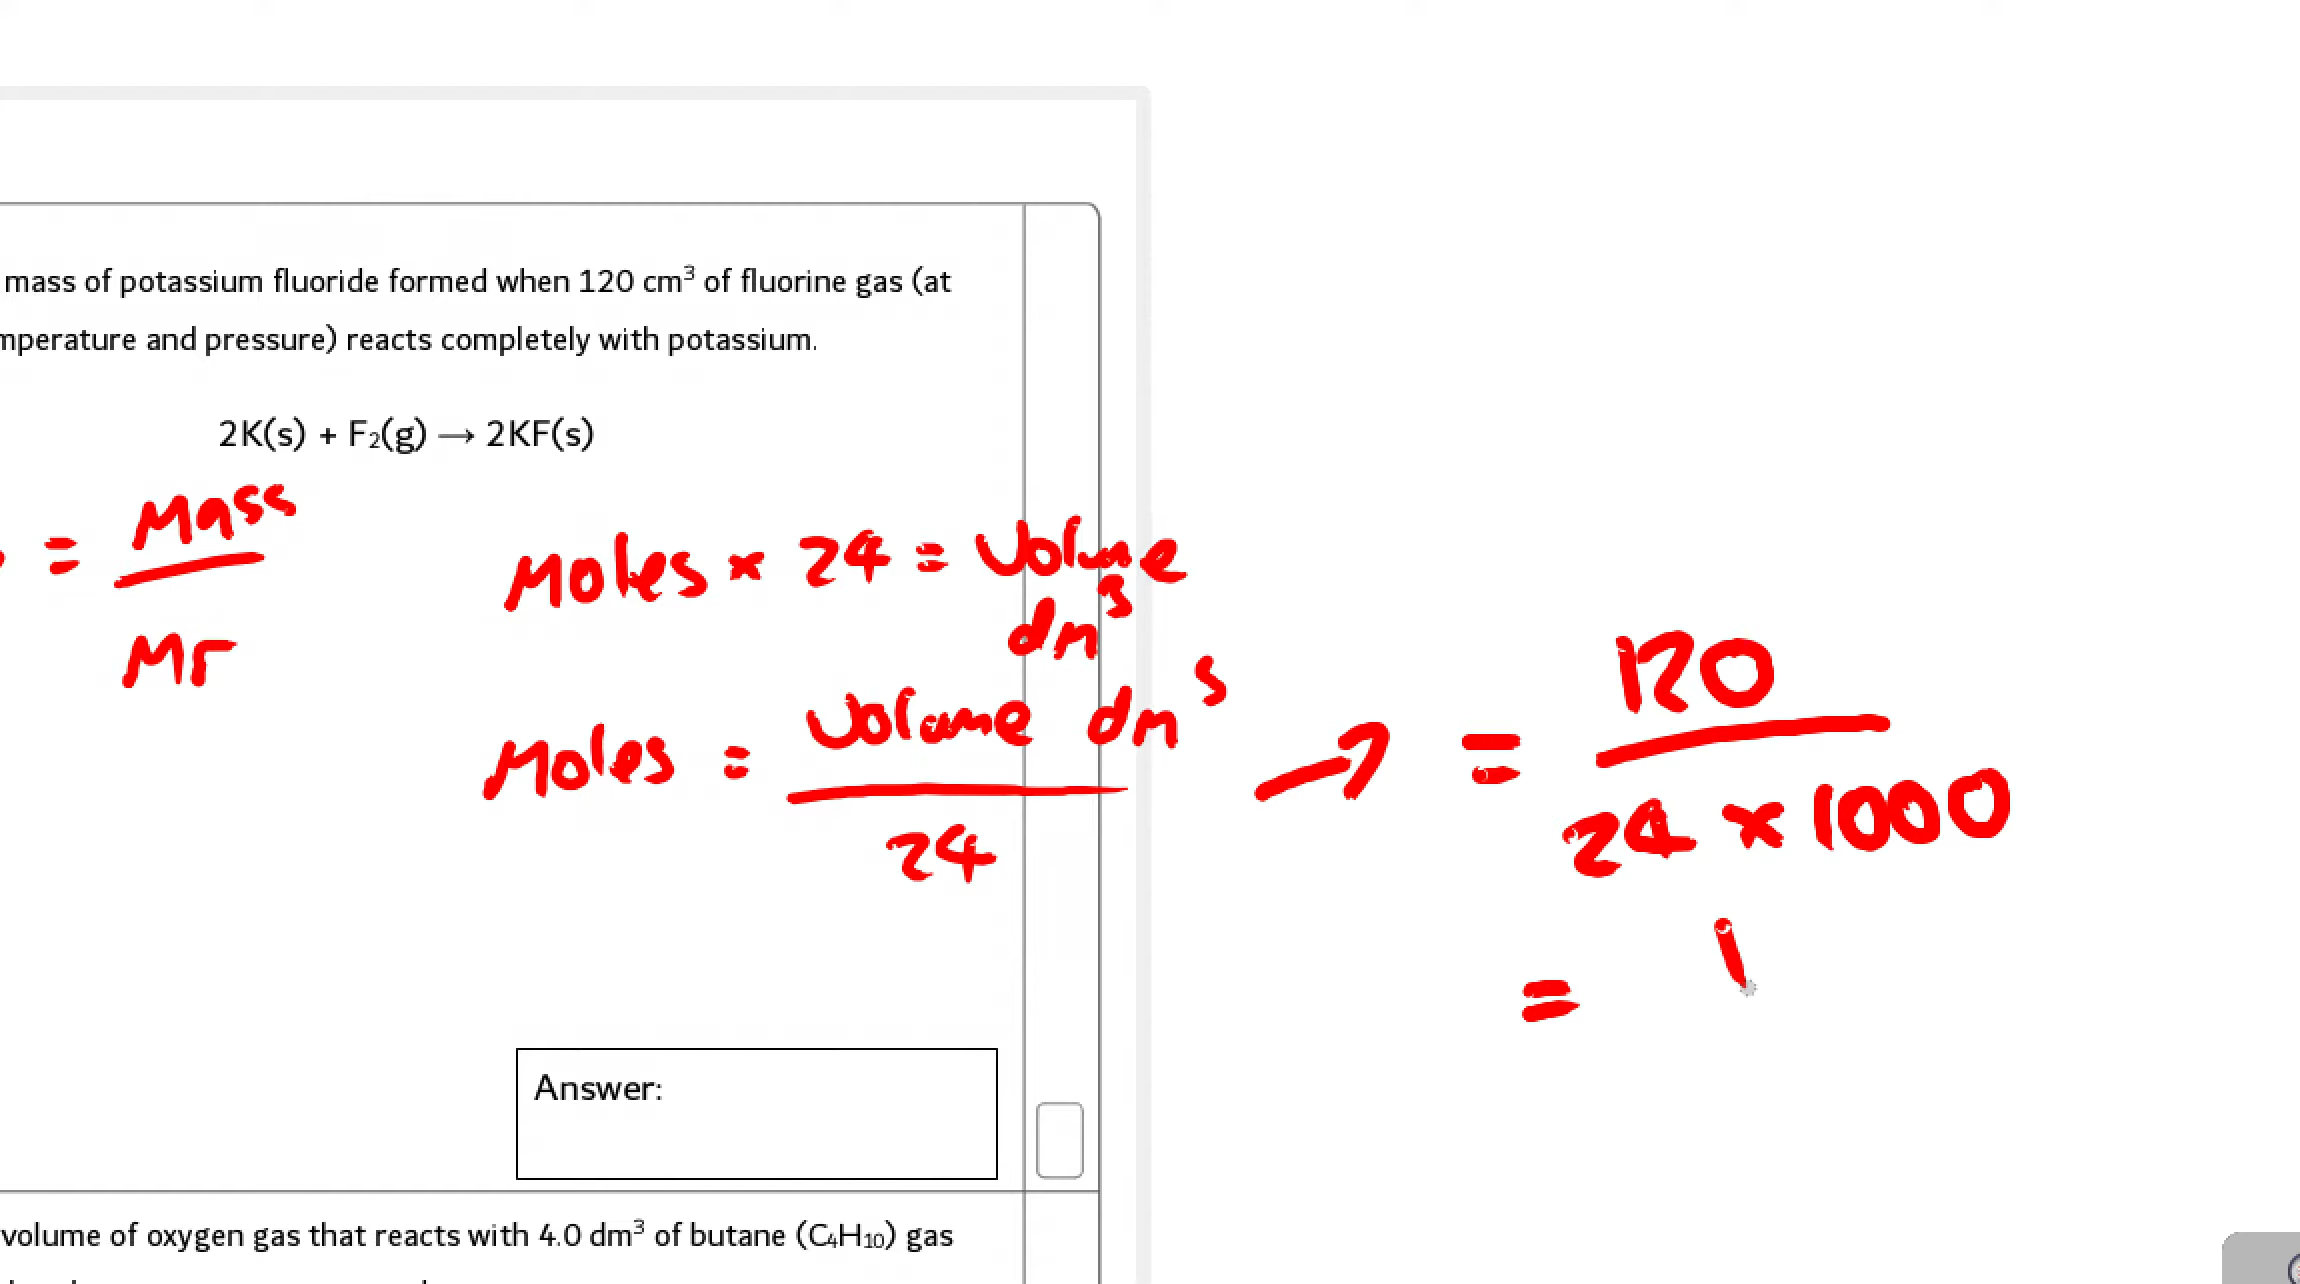 mass of potassium fluoride formed when 120 cm³ of fluorine gas (at
mperature and pressure) reacts completely with potassium.
2K(s) + F₂(g) → 2KF(s)
= Mass
Mr
Moles × 24 = Volume
dm³
Moles = Volume dm³
24
→ = 120
24 × 1000
= 1
Answer:
volume of oxygen gas that reacts with 4.0 dm³ of butane (C₄H₁₀) gas